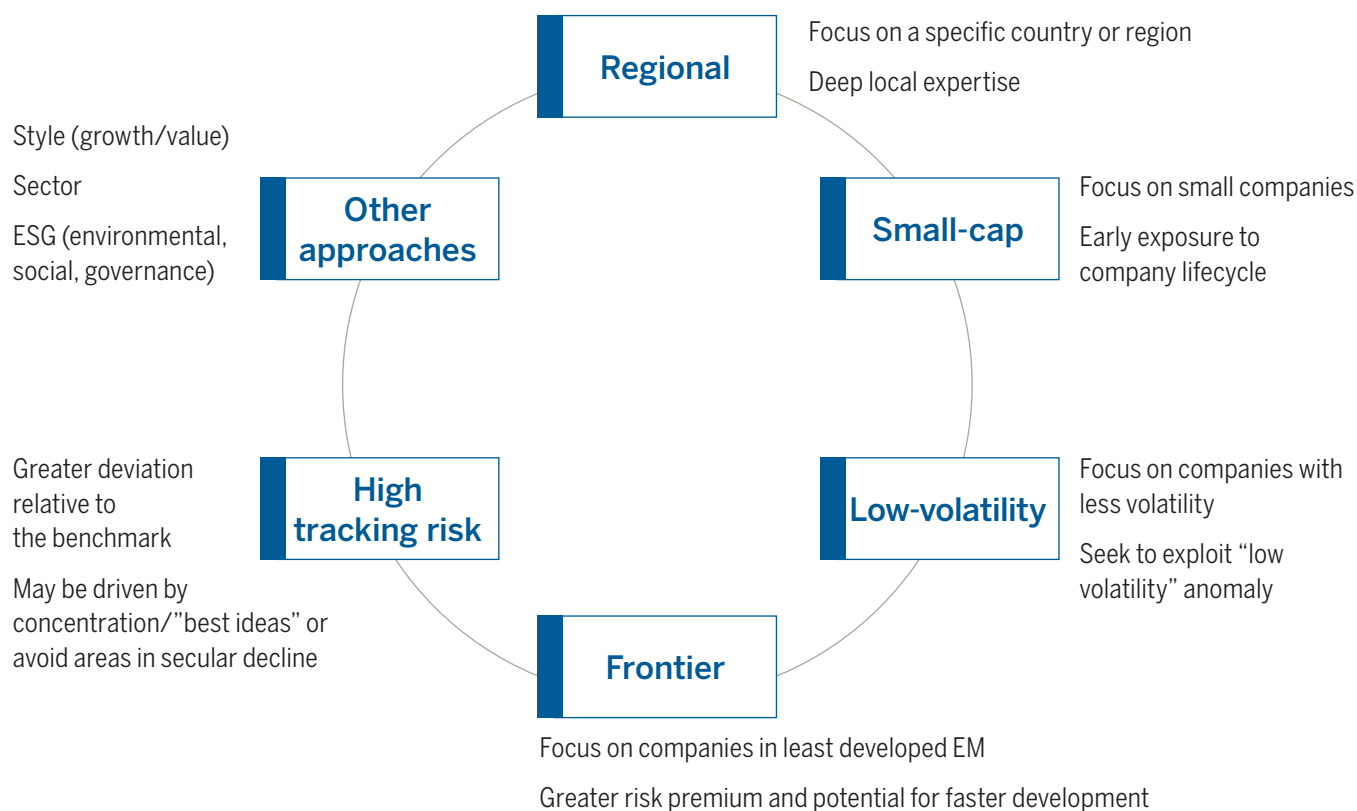 Regional
Focus on a specific country or region
Deep local expertise
Small-cap
Focus on small companies
Early exposure to
company lifecycle
Low-volatility
Focus on companies with
less volatility
Seek to exploit “low
volatility” anomaly
Frontier
Focus on companies in least developed EM
Greater risk premium and potential for faster development
High
tracking risk
Greater deviation
relative to
the benchmark
May be driven by
concentration/”best ideas” or
avoid areas in secular decline
Other
approaches
Style (growth/value)
Sector
ESG (environmental,
social, governance)